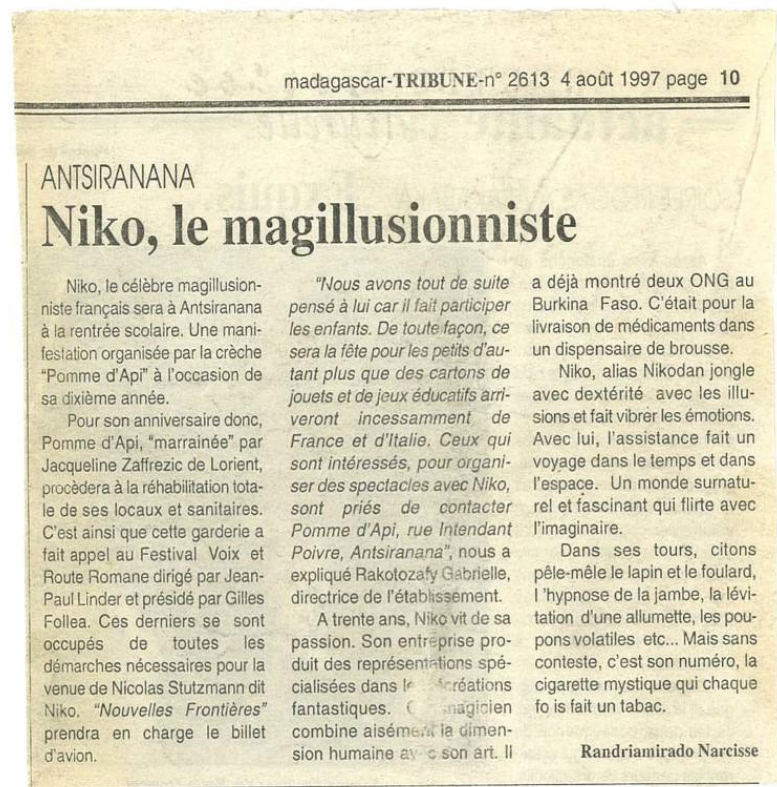 madagascar-TRIBUNE-n° 2613 4 août 1997 page 10
ANTSIRANANA
Niko, le magillusionniste
Niko, le célèbre magillusion-
niste français sera à Antsiranana
à la rentrée scolaire. Une mani-
festation organisée par la crèche
"Pomme d'Api" à l'occasion de
sa dixième année.
Pour son anniversaire donc,
Pomme d'Api, "marrainée" par
Jacqueline Zaffrezic de Lorient,
procèdera à la réhabilitation tota-
le de ses locaux et sanitaires.
C'est ainsi que cette garderie a
fait appel au Festival Voix et
Route Romane dirigé par Jean-
Paul Linder et présidé par Gilles
Follea. Ces derniers se sont
occupés de toutes les
démarches nécessaires pour la
venue de Nicolas Stutzmann dit
Niko. "Nouvelles Frontières"
prendra en charge le billet
d'avion.
"Nous avons tout de suite
pensé à lui car il fait participer
les enfants. De toute façon, ce
sera la fête pour les petits d'au-
tant plus que des cartons de
jouets et de jeux éducatifs arri-
veront incessamment de
France et d'Italie. Ceux qui
sont intéressés, pour organi-
ser des spectacles avec Niko,
sont priés de contacter
Pomme d'Api, rue Intendant
Poivre, Antsiranana", nous a
expliqué Rakotozafy Gabrielle,
directrice de l'établissement.
A trente ans, Niko vit de sa
passion. Son entreprise pro-
duit des représentations spé-
cialisées dans
fantastiques.
combine aisément la dimen-
sion humaine avec son art. Il
a déjà montré deux ONG au
Burkina Faso. C'était pour la
livraison de médicaments dans
un dispensaire de brousse.
Niko, alias Nikodan jongle
avec dextérité avec les illu-
sions et fait vibrer les émotions.
Avec lui, l'assistance fait un
voyage dans le temps et dans
l'espace. Un monde surnatu-
rel et fascinant qui flirte avec
l'imaginaire.
Dans ses tours, citons
pêle-mêle le lapin et le foulard,
l 'hypnose de la jambe, la lévi-
tation d'une allumette, les pou-
pons volatiles etc... Mais sans
conteste, c'est son numéro, la
cigarette mystique qui chaque
fo is fait un tabac.
Randriamirado Narcisse